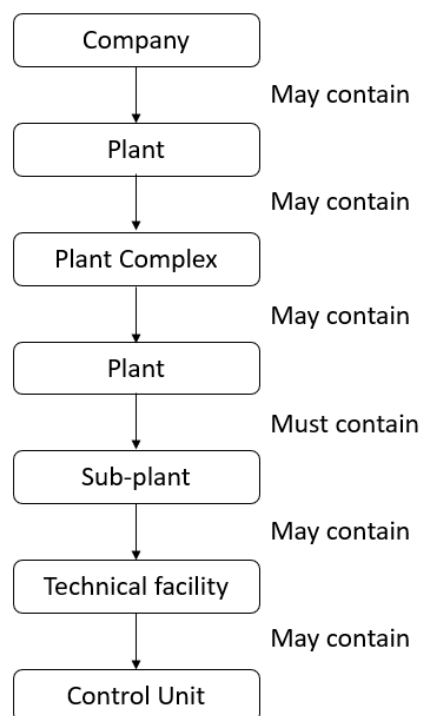 Company
May contain
Plant
May contain
Plant Complex
May contain
Plant
Must contain
Sub-plant
May contain
Technical facility
May contain
Control Unit